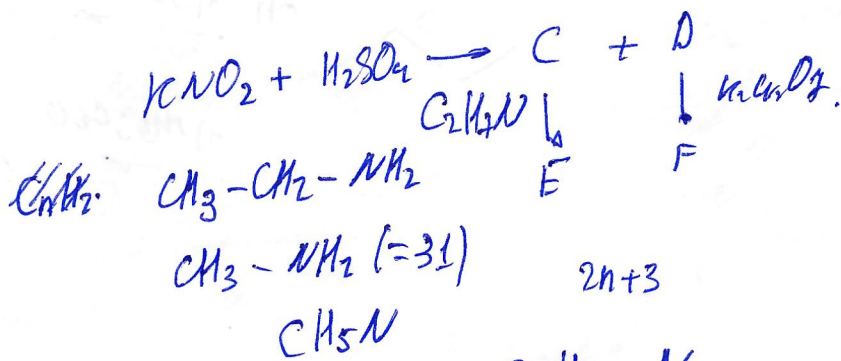 KNO₂ + H₂SO₄ → C + D
C₂H₇N ↓ ↓ K₂Cr₂O₇.
E F
CH₃-CH₂-NH₂
CH₃-NH₂ (=31) 2n+3
CH₅N